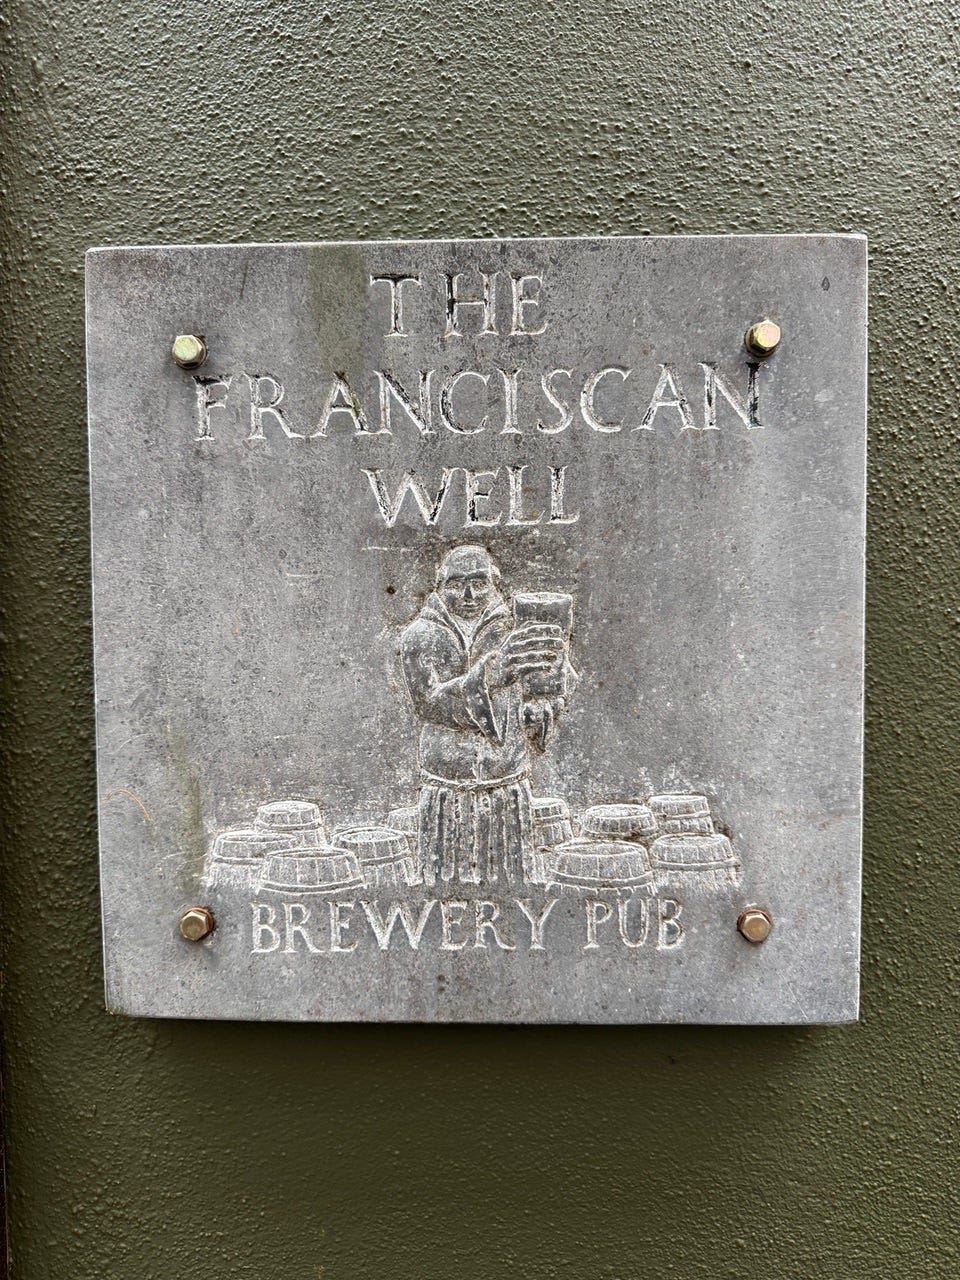 THE
FRANCISCAN
WELL
BREWERY PUB